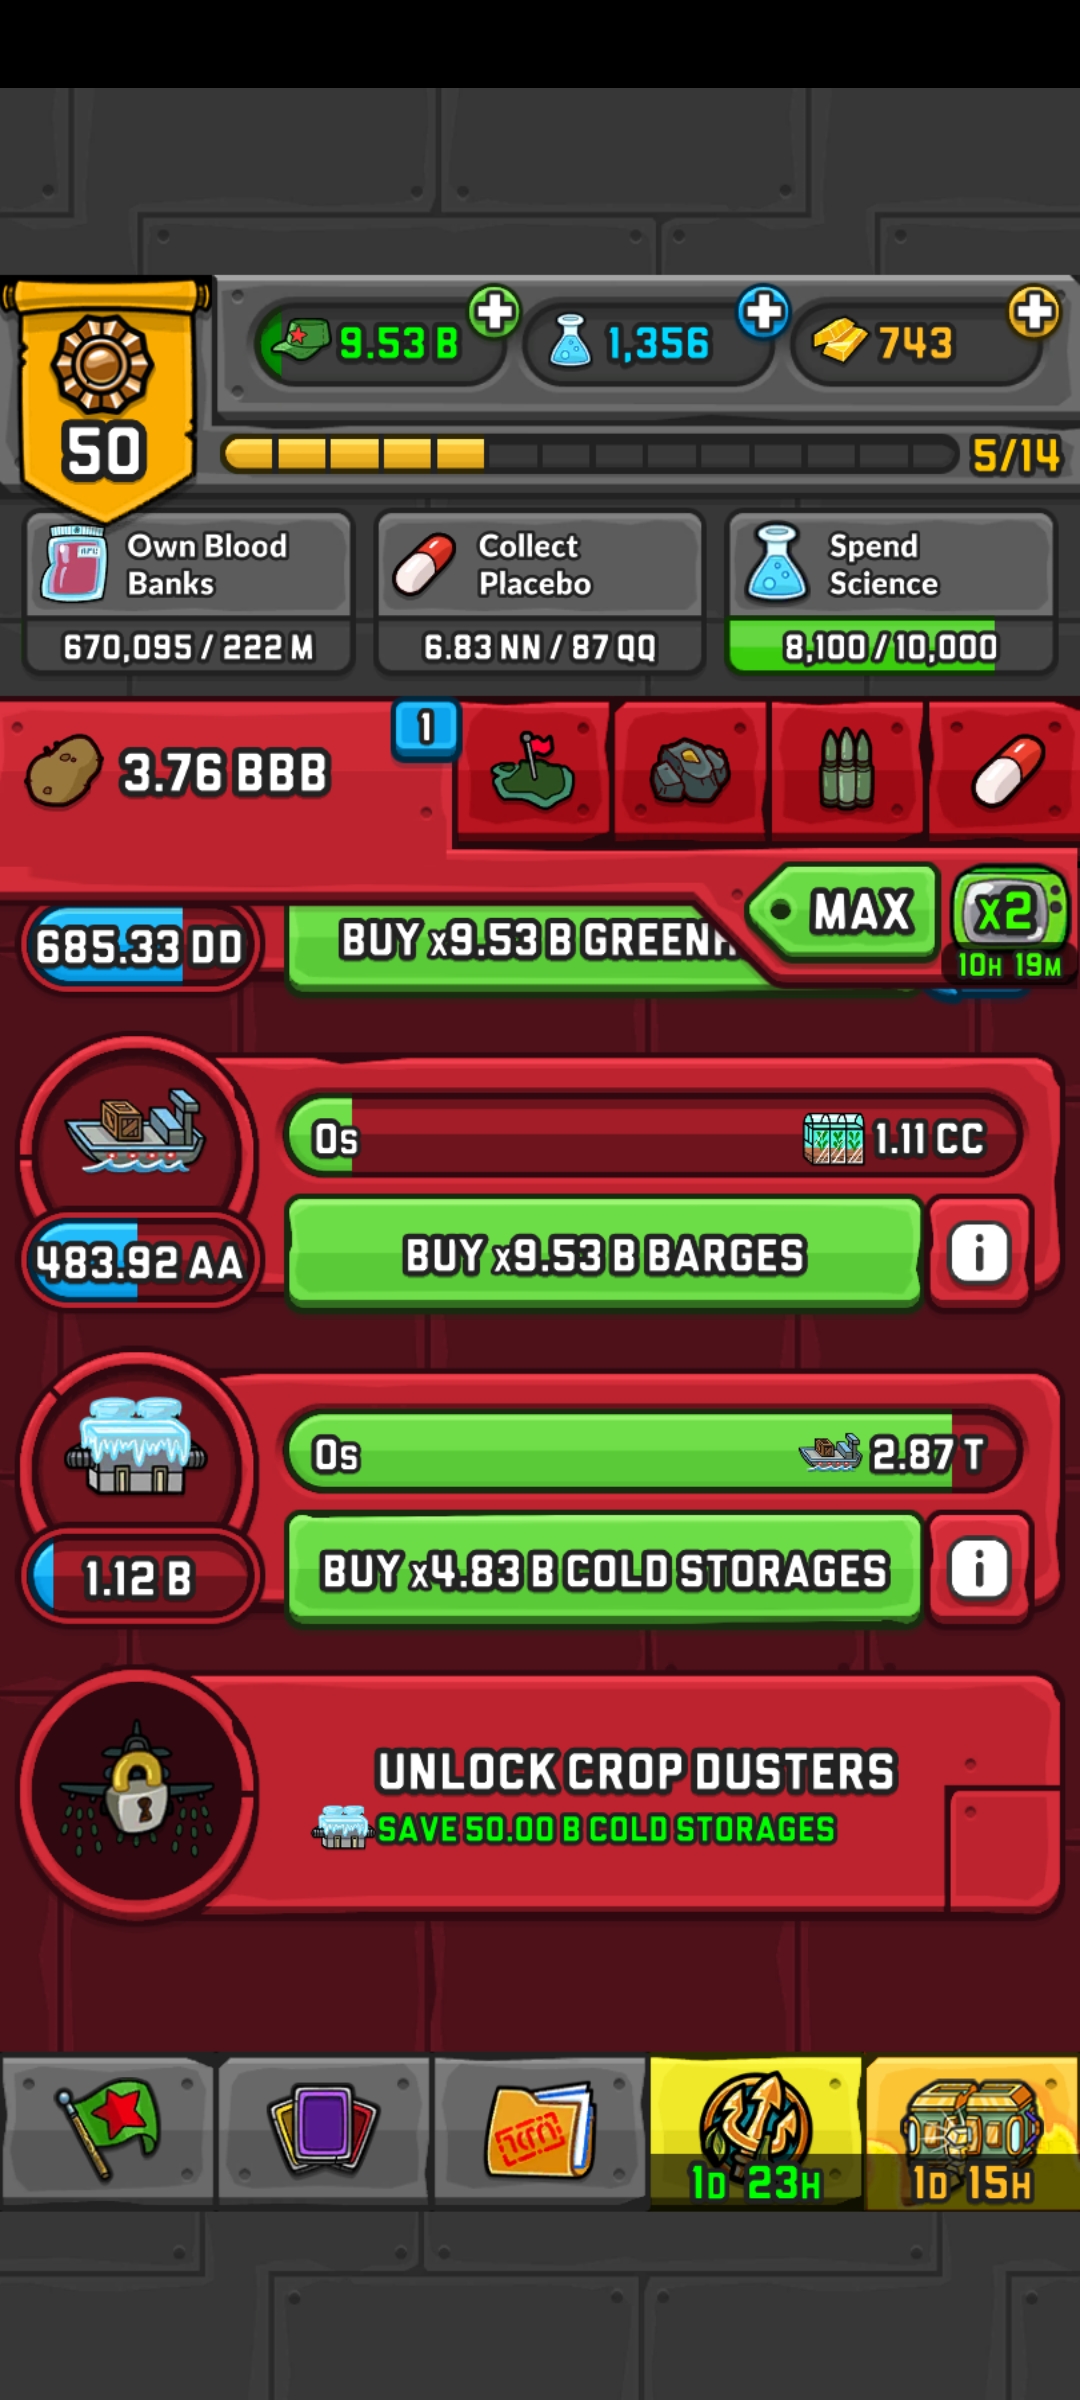 9.53 B
1,356
743
50
5/14
Own Blood
Banks
Collect
Placebo
Spend
Science
670,095 / 222 M
6.83 NN / 87 QQ
8,100 / 10,000
3.76 BBB
1
MAX
x2
10H 19M
685.33 DD
BUY x9.53 B GREENH
0s
1.11 CC
483.92 AA
BUY x9.53 B BARGES
i
0s
2.87 T
1.12 B
BUY x4.83 B COLD STORAGES
i
UNLOCK CROP DUSTERS
SAVE 50.00 B COLD STORAGES
1D 23H
1D 15H